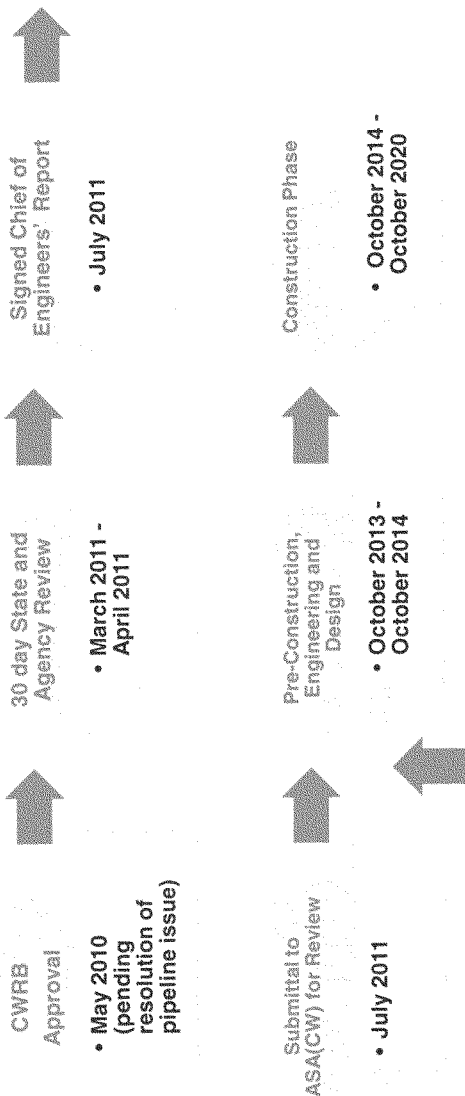 CWRB
Approval
• May 2010
(pending
resolution of
pipeline issue)
30 day State and
Agency Review
• March 2011 -
April 2011
Signed Chief of
Engineers' Report
• July 2011
Submittal to
ASA(CW) for Review
• July 2011
Pre-Construction,
Engineering and
Design
• October 2013 -
October 2014
Construction Phase
• October 2014 -
October 2020